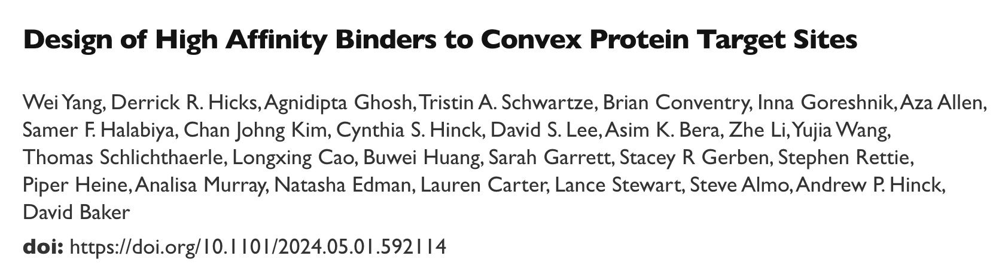 Design of High Affinity Binders to Convex Protein Target Sites
Wei Yang, Derrick R. Hicks, Agnidipta Ghosh, Tristin A. Schwartze, Brian Conventry, Inna Goreshnik, Aza Allen,
Samer F. Halabiya, Chan Johng Kim, Cynthia S. Hinck, David S. Lee, Asim K. Bera, Zhe Li, Yujia Wang,
Thomas Schlichthaerle, Longxing Cao, Buwei Huang, Sarah Garrett, Stacey R Gerben, Stephen Rettie,
Piper Heine, Analisa Murray, Natasha Edman, Lauren Carter, Lance Stewart, Steve Almo, Andrew P. Hinck,
David Baker
doi: https://doi.org/10.1101/2024.05.01.592114